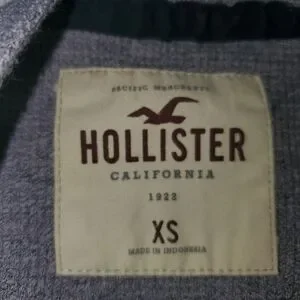 PACIFIC MERCHANTS
HOLLISTER
CALIFORNIA
1922
XS
MADE IN INDONESIA